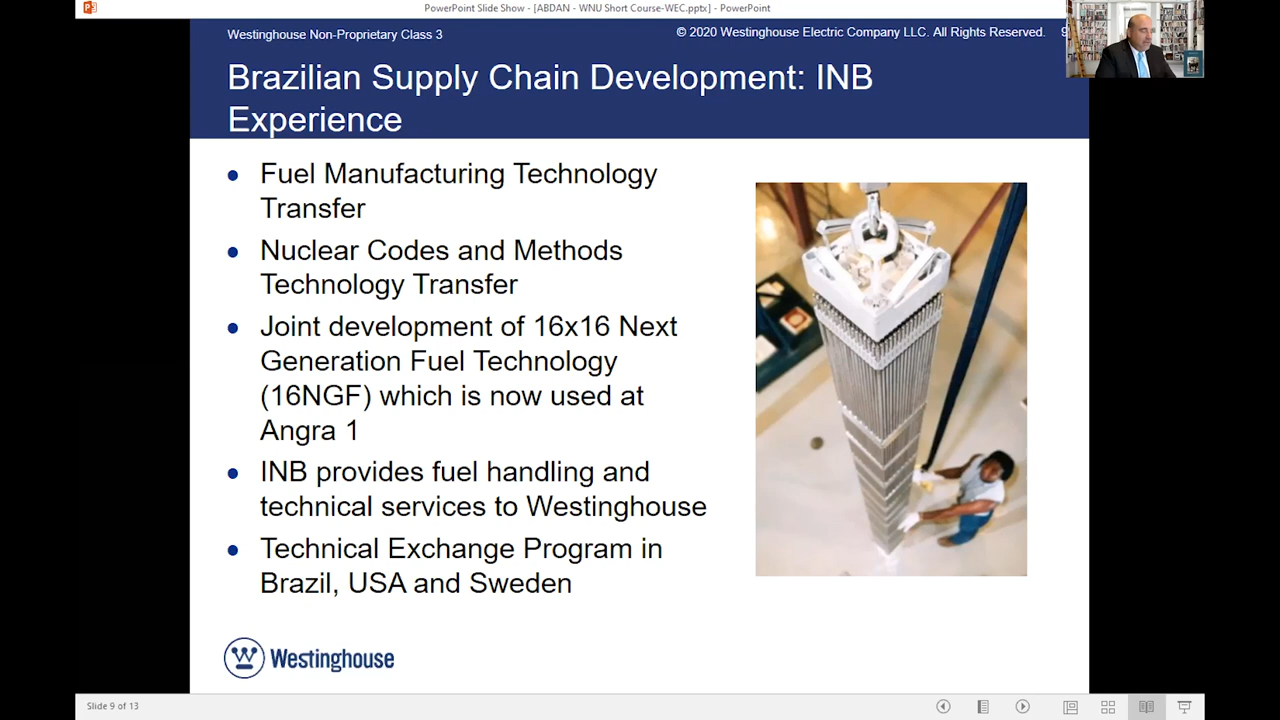 PowerPoint Slide Show - [ABDAN - WNU Short Course-WEC.pptx] - PowerPoint
Westinghouse Non-Proprietary Class 3
© 2020 Westinghouse Electric Company LLC. All Rights Reserved.
Brazilian Supply Chain Development: INB
Experience
• Fuel Manufacturing Technology
Transfer
• Nuclear Codes and Methods
Technology Transfer
• Joint development of 16x16 Next
Generation Fuel Technology
(16NGF) which is now used at
Angra 1
• INB provides fuel handling and
technical services to Westinghouse
• Technical Exchange Program in
Brazil, USA and Sweden
Westinghouse
Slide 9 of 13